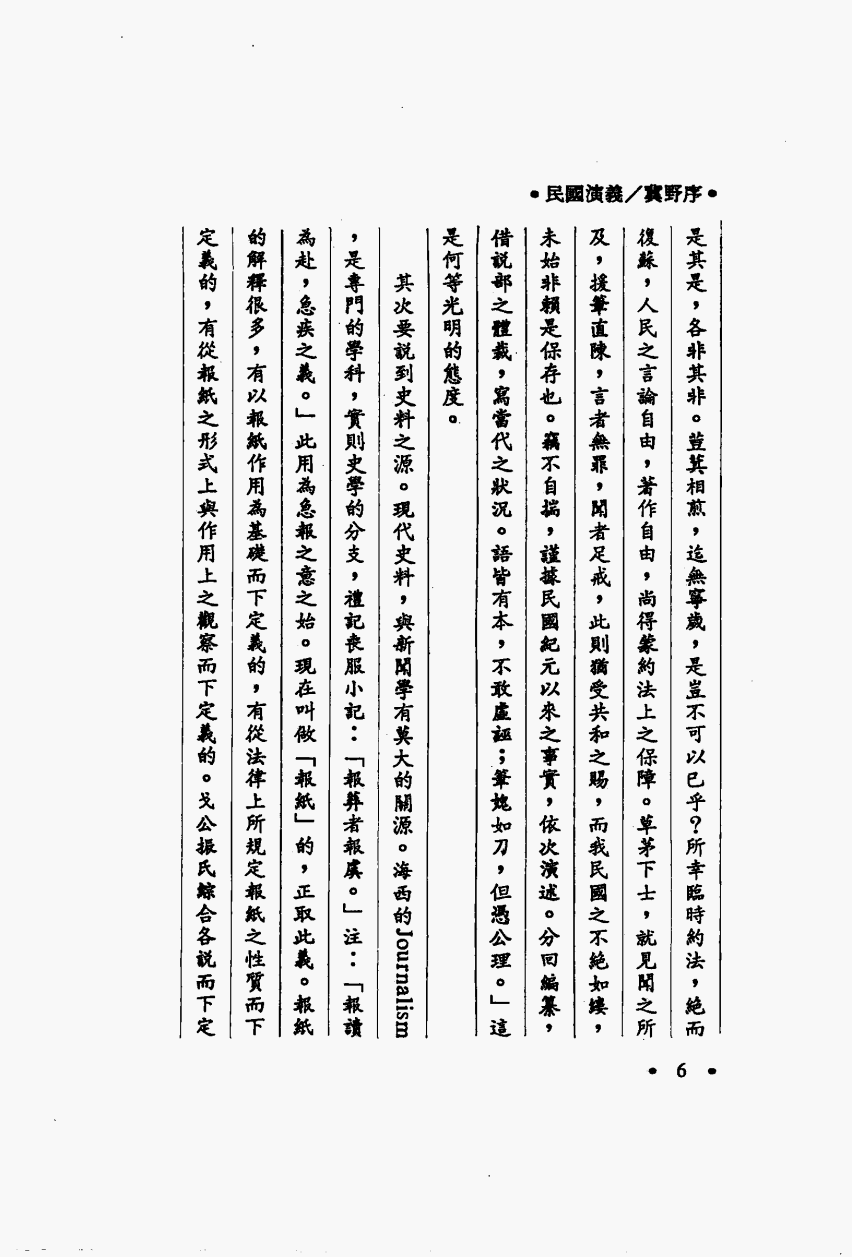 •民國演義／冀野序•
是其是，各非其非。荳萁相煎，迄無寧歲，是豈不可以已乎？所幸臨時約法，絕而
復蘇，人民之言論自由，著作自由，尚得蒙約法上之保障。草茅下士，就見聞之所
及，援筆直陳，言者無罪，聞者足戒，此則猶受共和之賜，而我民國之不絕如縷，
未始非賴是保存也。竊不自揣，謹據民國紀元以來之事實，依次演述。分回編纂，
借說部之體裁，寫當代之狀況。語皆有本，不敢虛誣；筆媿如刀，但憑公理。」這
是何等光明的態度。
其次要說到史料之源。現代史料，與新聞學有莫大的關源。海西的Journalism
，是專門的學科，實則史學的分支，禮記喪服小記：「報葬者報虞。」注：「報讀
為赴，急疾之義。」此用為急報之意之始。現在叫做「報紙」的，正取此義。報紙
的解釋很多，有以報紙作用為基礎而下定義的，有從法律上所規定報紙之性質而下
定義的，有從報紙之形式上與作用上之觀察而下定義的。戈公振氏綜合各說而下定
• 6 •